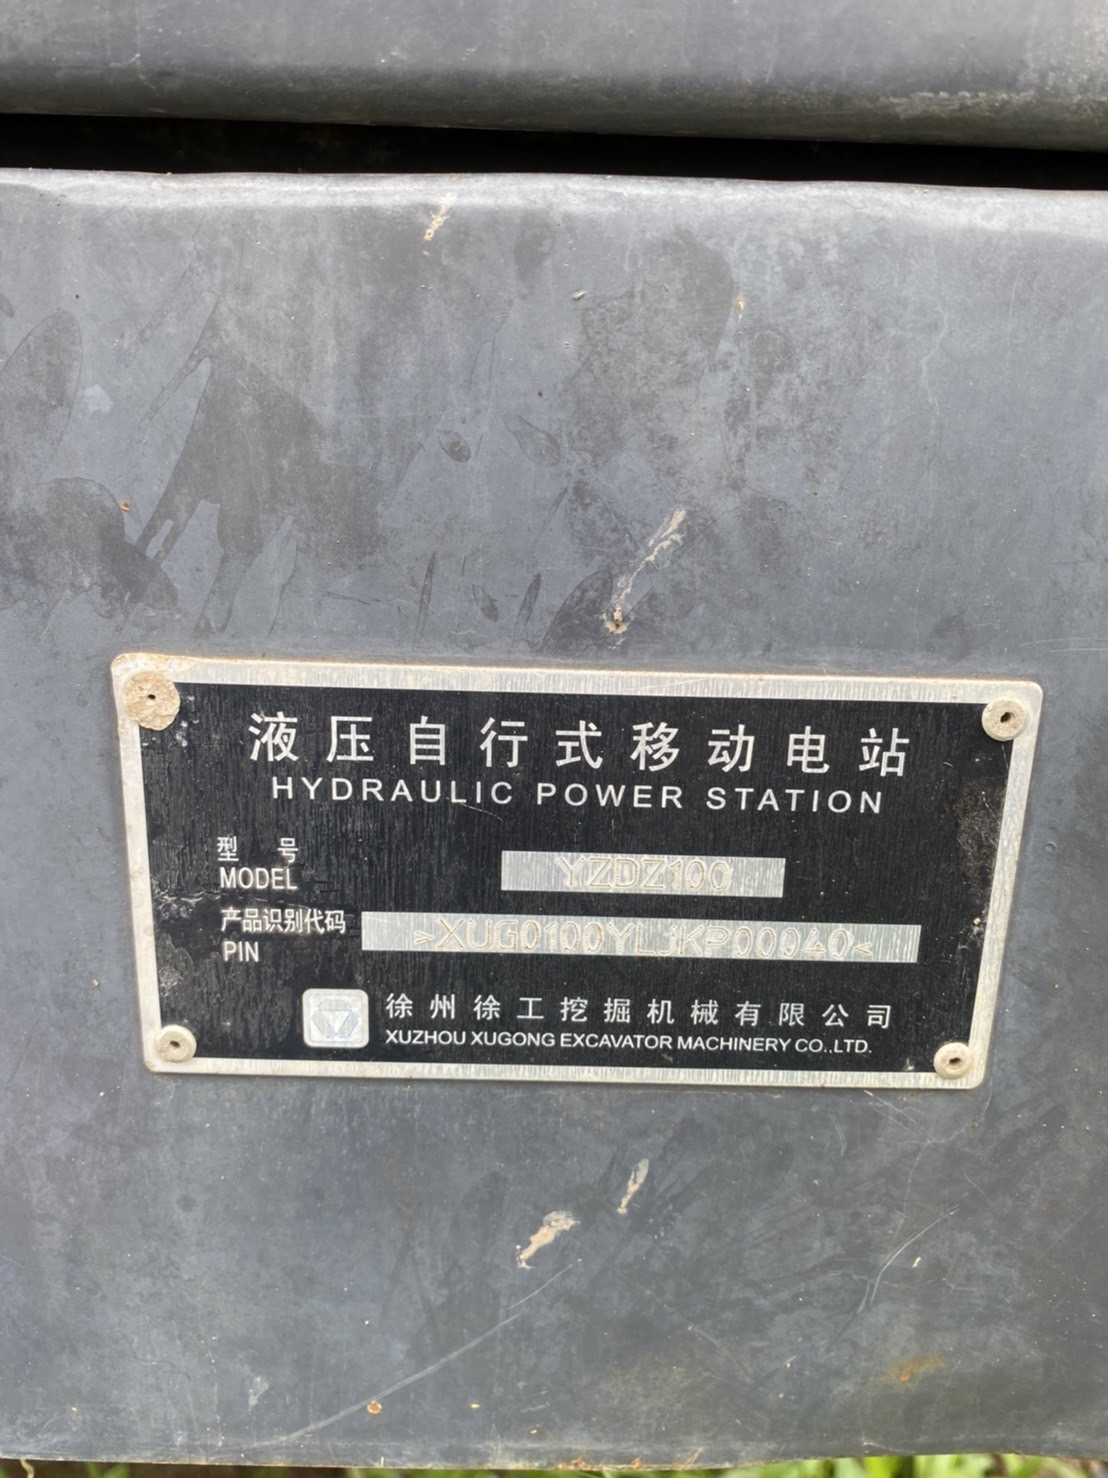 液压自行式移动电站
HYDRAULIC POWER STATION
型 号
MODEL
YZDZ100
产品识别代码
PIN
>XUG0100YLJKP00040<
徐州徐工挖掘机械有限公司
XUZHOU XUGONG EXCAVATOR MACHINERY CO.,LTD.